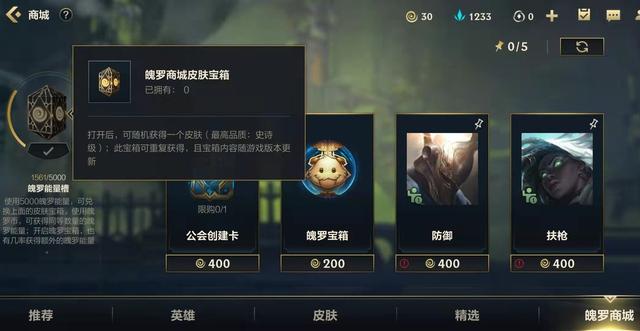 商城 ?
30
1233
0
0/5
魄罗商城皮肤宝箱
已拥有： 0
打开后，可随机获得一个皮肤（最高品质：史诗
级）；此宝箱可重复获得，且宝箱内容随游戏版本更
新
1561/5000
魄罗能量槽
使用5000魄罗能量，可兑
换上面的皮肤宝箱，使用魄
罗币，可获得同等数量的魄
罗能量；开启魄罗宝箱，也
有几率获得额外的魄罗能量
。
限购0/1
公会创建卡
400
魄罗宝箱
200
防御
400
扶枪
400
推荐
英雄
皮肤
精选
魄罗商城